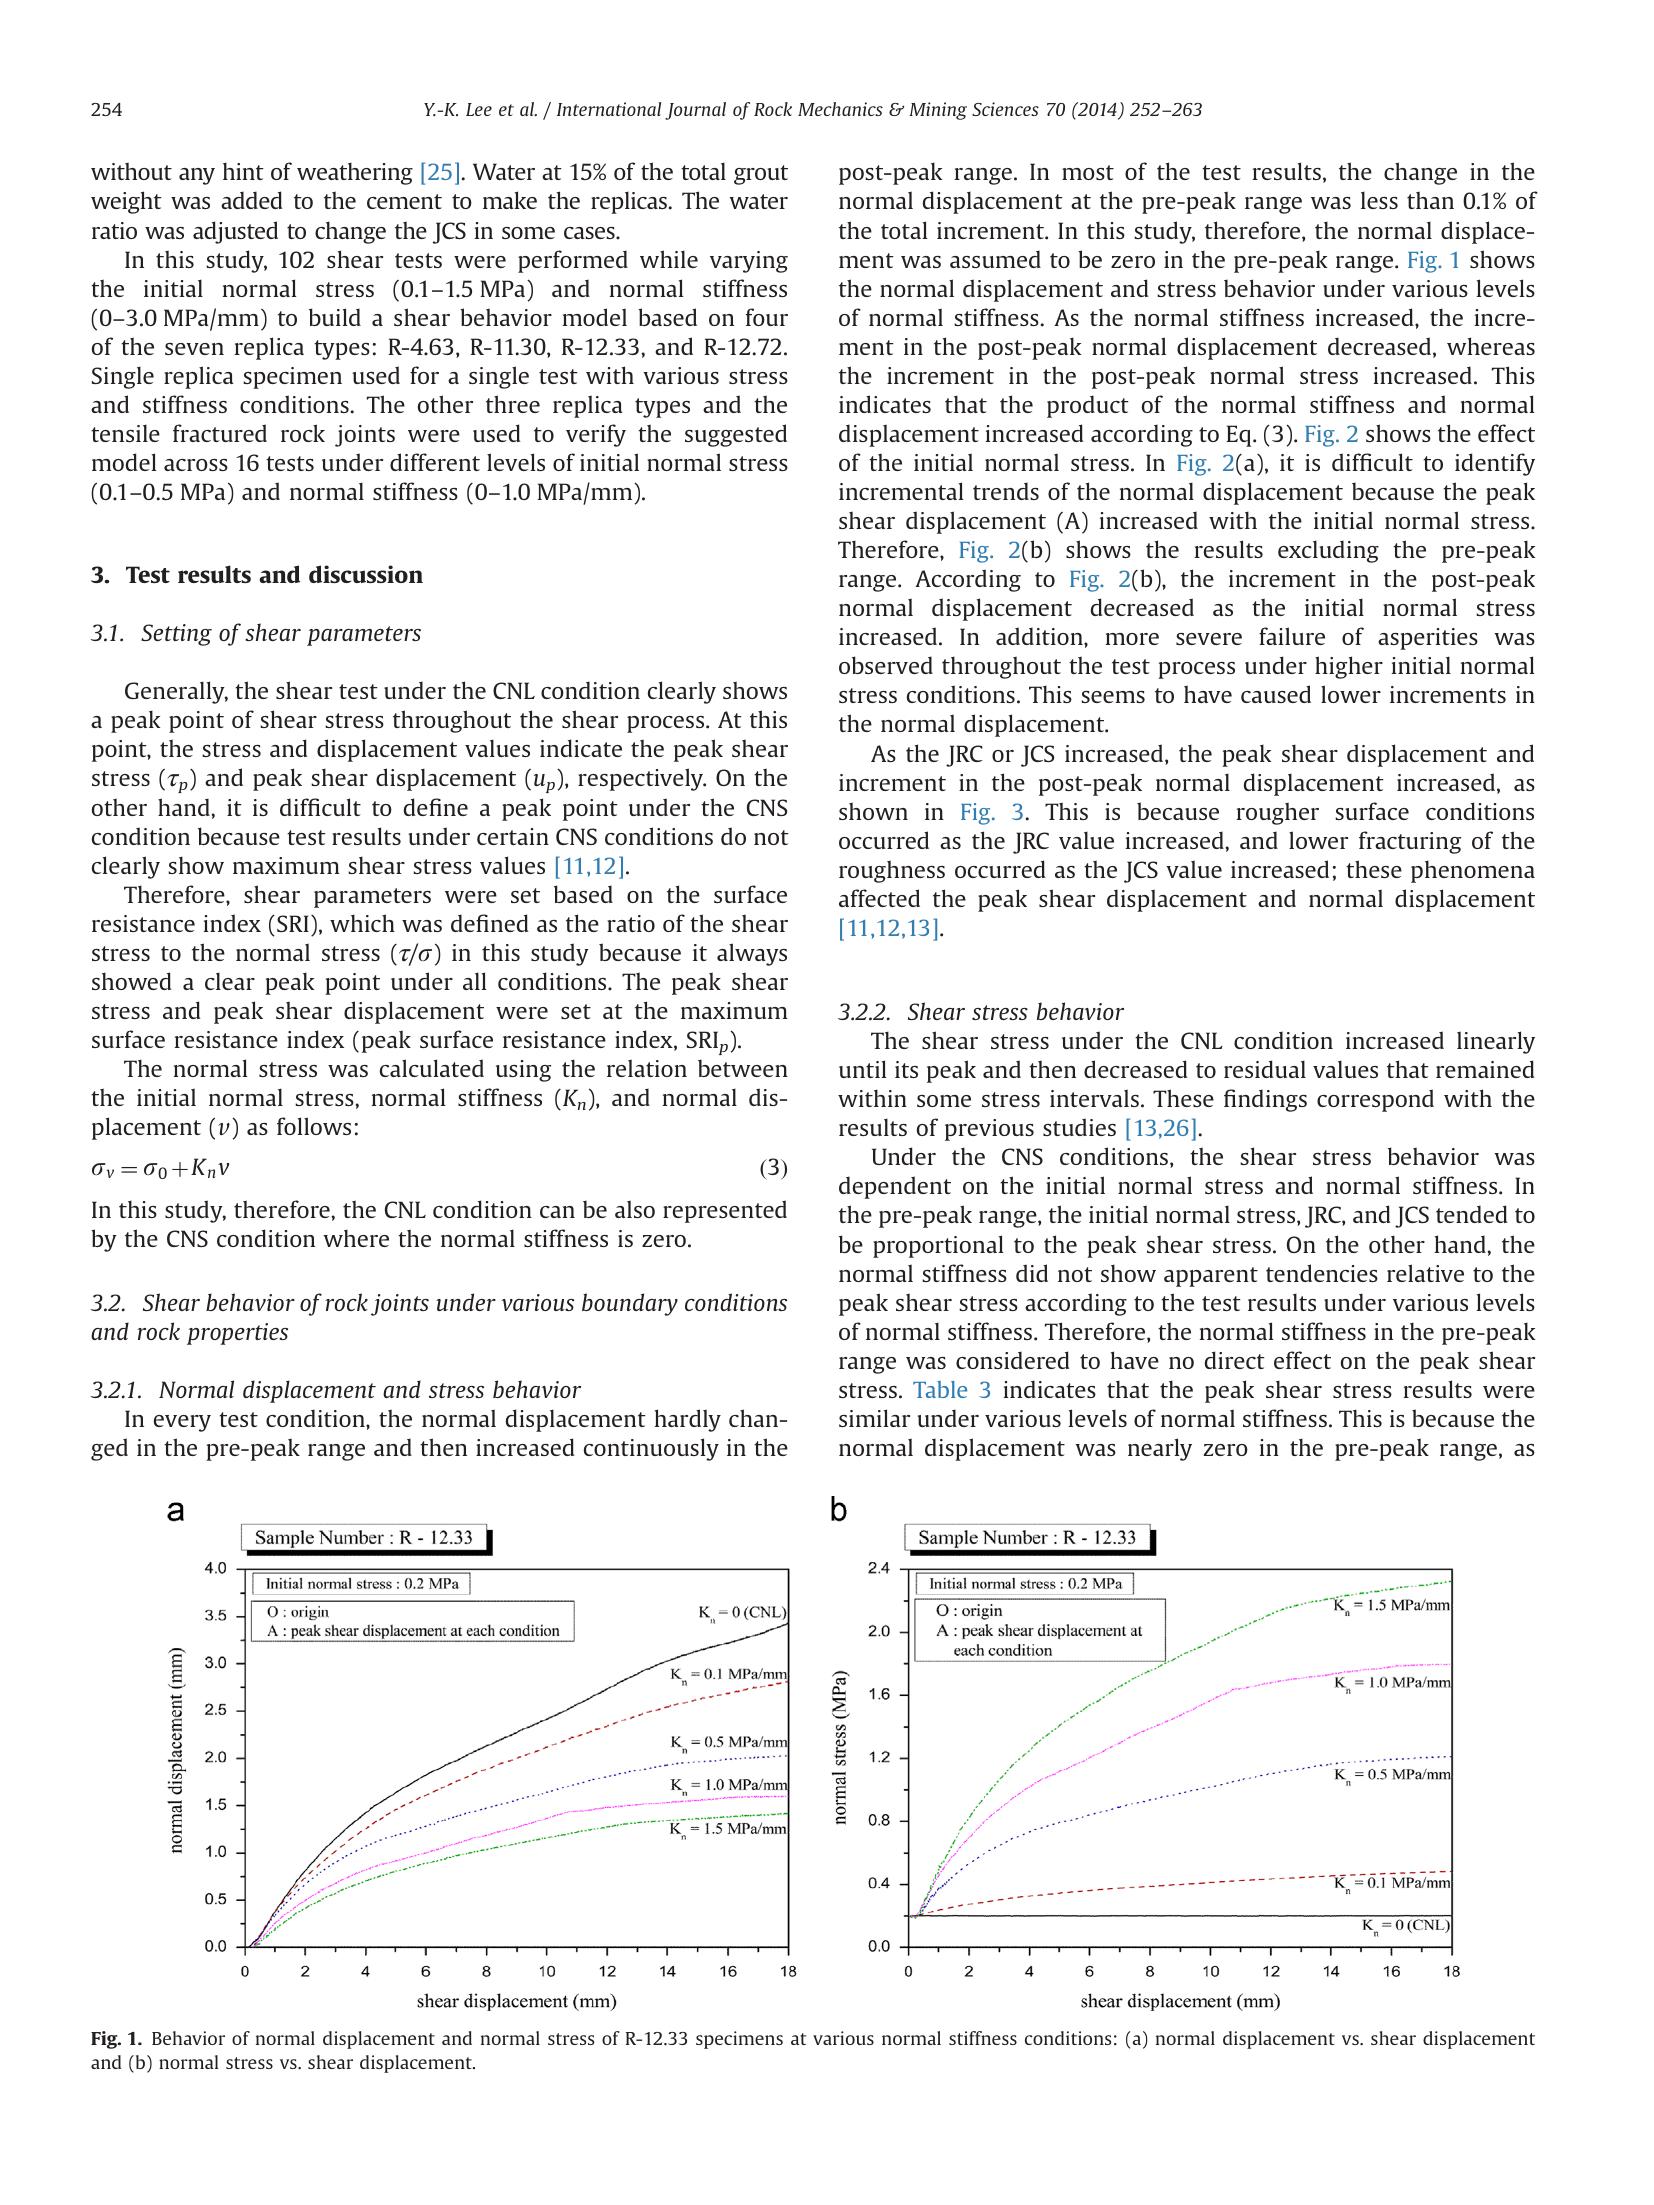 254
Y.-K. Lee et al. / International Journal of Rock Mechanics & Mining Sciences 70 (2014) 252–263
without any hint of weathering [25]. Water at 15% of the total grout
weight was added to the cement to make the replicas. The water
ratio was adjusted to change the JCS in some cases.
In this study, 102 shear tests were performed while varying
the initial normal stress (0.1–1.5 MPa) and normal stiffness
(0–3.0 MPa/mm) to build a shear behavior model based on four
of the seven replica types: R-4.63, R-11.30, R-12.33, and R-12.72.
Single replica specimen used for a single test with various stress
and stiffness conditions. The other three replica types and the
tensile fractured rock joints were used to verify the suggested
model across 16 tests under different levels of initial normal stress
(0.1–0.5 MPa) and normal stiffness (0–1.0 MPa/mm).
3. Test results and discussion
3.1. Setting of shear parameters
Generally, the shear test under the CNL condition clearly shows
a peak point of shear stress throughout the shear process. At this
point, the stress and displacement values indicate the peak shear
stress (τp) and peak shear displacement (up), respectively. On the
other hand, it is difficult to define a peak point under the CNS
condition because test results under certain CNS conditions do not
clearly show maximum shear stress values [11,12].
Therefore, shear parameters were set based on the surface
resistance index (SRI), which was defined as the ratio of the shear
stress to the normal stress (τ/σ) in this study because it always
showed a clear peak point under all conditions. The peak shear
stress and peak shear displacement were set at the maximum
surface resistance index (peak surface resistance index, SRIp).
The normal stress was calculated using the relation between
the initial normal stress, normal stiffness (Kn), and normal dis-
placement (v) as follows:
σv = σ0 + Knv (3)
In this study, therefore, the CNL condition can be also represented
by the CNS condition where the normal stiffness is zero.
3.2. Shear behavior of rock joints under various boundary conditions
and rock properties
3.2.1. Normal displacement and stress behavior
In every test condition, the normal displacement hardly chan-
ged in the pre-peak range and then increased continuously in the
post-peak range. In most of the test results, the change in the
normal displacement at the pre-peak range was less than 0.1% of
the total increment. In this study, therefore, the normal displace-
ment was assumed to be zero in the pre-peak range. Fig. 1 shows
the normal displacement and stress behavior under various levels
of normal stiffness. As the normal stiffness increased, the incre-
ment in the post-peak normal displacement decreased, whereas
the increment in the post-peak normal stress increased. This
indicates that the product of the normal stiffness and normal
displacement increased according to Eq. (3). Fig. 2 shows the effect
of the initial normal stress. In Fig. 2(a), it is difficult to identify
incremental trends of the normal displacement because the peak
shear displacement (A) increased with the initial normal stress.
Therefore, Fig. 2(b) shows the results excluding the pre-peak
range. According to Fig. 2(b), the increment in the post-peak
normal displacement decreased as the initial normal stress
increased. In addition, more severe failure of asperities was
observed throughout the test process under higher initial normal
stress conditions. This seems to have caused lower increments in
the normal displacement.
As the JRC or JCS increased, the peak shear displacement and
increment in the post-peak normal displacement increased, as
shown in Fig. 3. This is because rougher surface conditions
occurred as the JRC value increased, and lower fracturing of the
roughness occurred as the JCS value increased; these phenomena
affected the peak shear displacement and normal displacement
[11,12,13].
3.2.2. Shear stress behavior
The shear stress under the CNL condition increased linearly
until its peak and then decreased to residual values that remained
within some stress intervals. These findings correspond with the
results of previous studies [13,26].
Under the CNS conditions, the shear stress behavior was
dependent on the initial normal stress and normal stiffness. In
the pre-peak range, the initial normal stress, JRC, and JCS tended to
be proportional to the peak shear stress. On the other hand, the
normal stiffness did not show apparent tendencies relative to the
peak shear stress according to the test results under various levels
of normal stiffness. Therefore, the normal stiffness in the pre-peak
range was considered to have no direct effect on the peak shear
stress. Table 3 indicates that the peak shear stress results were
similar under various levels of normal stiffness. This is because the
normal displacement was nearly zero in the pre-peak range, as
a
Sample Number : R - 12.33
Initial normal stress : 0.2 MPa
O : origin
A : peak shear displacement at each condition
Kn = 0 (CNL)
Kn = 0.1 MPa/mm
Kn = 0.5 MPa/mm
Kn = 1.0 MPa/mm
Kn = 1.5 MPa/mm
normal displacement (mm)
4.0
3.5
3.0
2.5
2.0
1.5
1.0
0.5
0.0
0 2 4 6 8 10 12 14 16 18
shear displacement (mm)
b
Sample Number : R - 12.33
Initial normal stress : 0.2 MPa
O : origin
A : peak shear displacement at
each condition
Kn = 1.5 MPa/mm
Kn = 1.0 MPa/mm
Kn = 0.5 MPa/mm
Kn = 0.1 MPa/mm
Kn = 0 (CNL)
normal stress (MPa)
2.4
2.0
1.6
1.2
0.8
0.4
0.0
0 2 4 6 8 10 12 14 16 18
shear displacement (mm)
Fig. 1. Behavior of normal displacement and normal stress of R-12.33 specimens at various normal stiffness conditions: (a) normal displacement vs. shear displacement
and (b) normal stress vs. shear displacement.